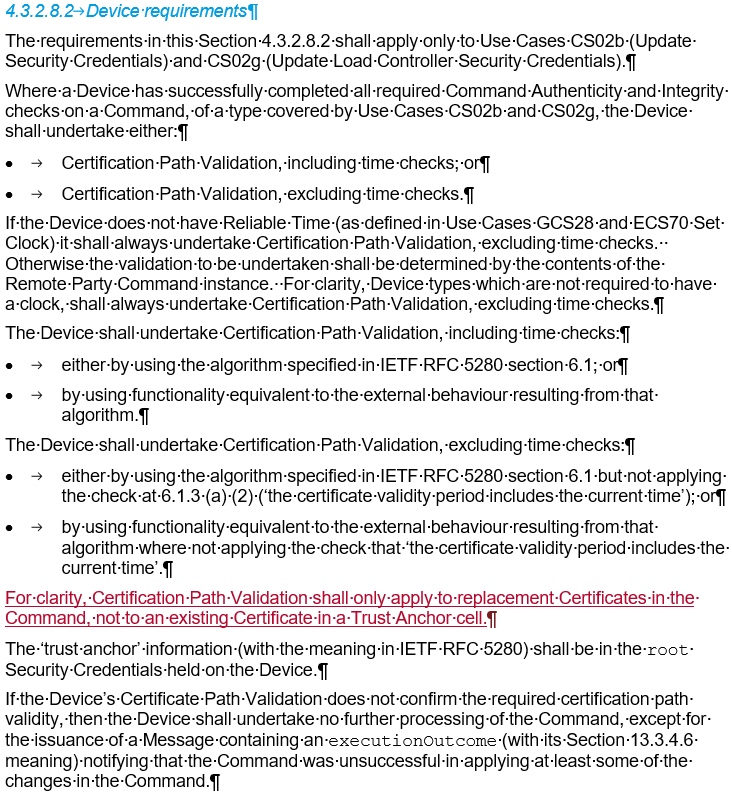 4.3.2.8.2→Device·requirements¶
The·requirements·in·this·Section·4.3.2.8.2·shall·apply·only·to·Use·Cases·CS02b·(Update·
Security·Credentials)·and·CS02g·(Update·Load·Controller·Security·Credentials).¶
Where·a·Device·has·successfully·completed·all·required·Command·Authenticity·and·Integrity·
checks·on·a·Command,·of·a·type·covered·by·Use·Cases·CS02b·and·CS02g,·the·Device·
shall·undertake·either:¶
• → Certification·Path·Validation,·including·time·checks;·or¶
• → Certification·Path·Validation,·excluding·time·checks.¶
If·the·Device·does·not·have·Reliable·Time·(as·defined·in·Use·Cases·GCS28·and·ECS70·Set·
Clock)·it·shall·always·undertake·Certification·Path·Validation,·excluding·time·checks.··
Otherwise·the·validation·to·be·undertaken·shall·be·determined·by·the·contents·of·the·
Remote·Party·Command·instance.··For·clarity,·Device·types·which·are·not·required·to·have·
a·clock,·shall·always·undertake·Certification·Path·Validation,·excluding·time·checks.¶
The·Device·shall·undertake·Certification·Path·Validation,·including·time·checks:¶
• → either·by·using·the·algorithm·specified·in·IETF·RFC·5280·section·6.1;·or¶
• → by·using·functionality·equivalent·to·the·external·behaviour·resulting·from·that·
algorithm.¶
The·Device·shall·undertake·Certification·Path·Validation,·excluding·time·checks:¶
• → either·by·using·the·algorithm·specified·in·IETF·RFC·5280·section·6.1·but·not·applying·
the·check·at·6.1.3·(a)·(2)·(‘the·certificate·validity·period·includes·the·current·time’);·or¶
• → by·using·functionality·equivalent·to·the·external·behaviour·resulting·from·that·
algorithm·where·not·applying·the·check·that·‘the·certificate·validity·period·includes·the·
current·time’.¶
For·clarity,·Certification·Path·Validation·shall·only·apply·to·replacement·Certificates·in·the·
Command,·not·to·an·existing·Certificate·in·a·Trust·Anchor·cell.¶
The·‘trust·anchor’·information·(with·the·meaning·in·IETF·RFC·5280)·shall·be·in·the·root·
Security·Credentials·held·on·the·Device.¶
If·the·Device’s·Certificate·Path·Validation·does·not·confirm·the·required·certification·path·
validity,·then·the·Device·shall·undertake·no·further·processing·of·the·Command,·except·for·
the·issuance·of·a·Message·containing·an·executionOutcome·(with·its·Section·13.3.4.6·
meaning)·notifying·that·the·Command·was·unsuccessful·in·applying·at·least·some·of·the·
changes·in·the·Command.¶